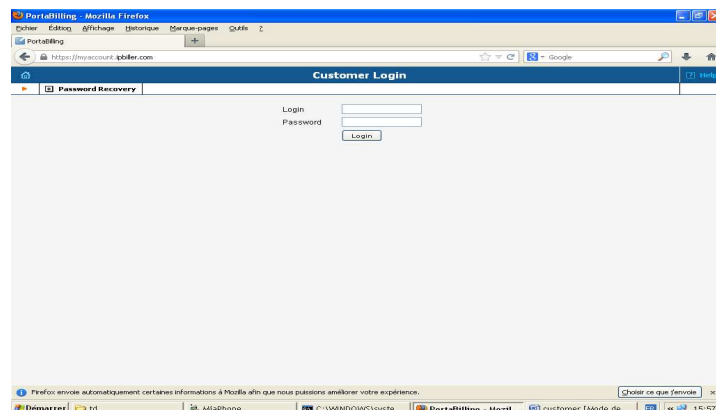 PortaBilling - Mozilla Firefox
Fichier Édition Affichage Historique Marque-pages Outils ?
PortaBilling +
https://myaccount.ipbiller.com Google
Customer Login Help
Password Recovery
Login
Password
Login
Firefox envoie automatiquement certaines informations à Mozilla afin que nous puissions améliorer votre expérience. Choisir ce que j'envoie ×
Démarrer td MiaPhone C:\WINDOWS\syste... PortaBilling - Mozil... customer [Mode de ... FR « 15:57